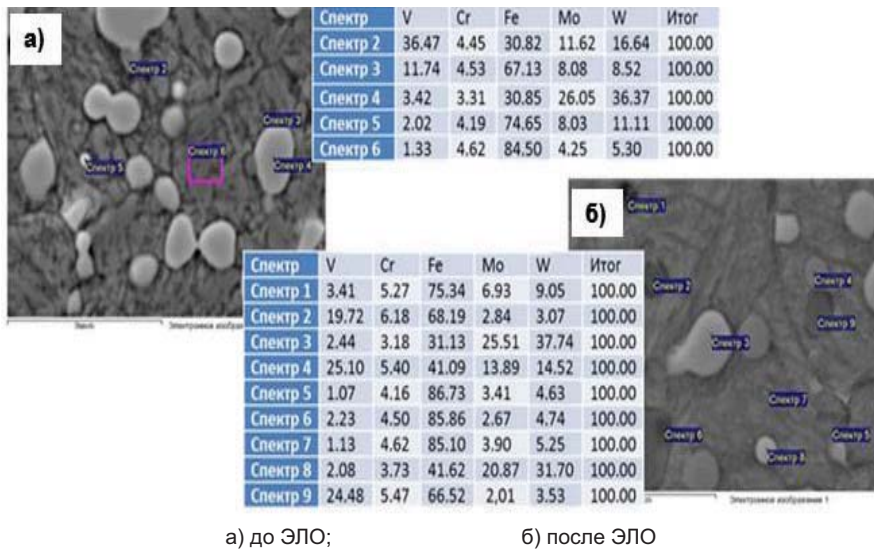 а)
Спектр 2
Спектр 3
Спектр 6
Спектр 5
Спектр 4
Спектр V Cr Fe Mo W Итог
Спектр 2 36.47 4.45 30.82 11.62 16.64 100.00
Спектр 3 11.74 4.53 67.13 8.08 8.52 100.00
Спектр 4 3.42 3.31 30.85 26.05 36.37 100.00
Спектр 5 2.02 4.19 74.65 8.03 11.11 100.00
Спектр 6 1.33 4.62 84.50 4.25 5.30 100.00
б)
Спектр 1
Спектр 2
Спектр 4
Спектр 9
Спектр 3
Спектр 7
Спектр 6
Спектр 5
Спектр 8
Электронное изображение 1
Спектр V Cr Fe Mo W Итог
Спектр 1 3.41 5.27 75.34 6.93 9.05 100.00
Спектр 2 19.72 6.18 68.19 2.84 3.07 100.00
Спектр 3 2.44 3.18 31.13 25.51 37.74 100.00
Спектр 4 25.10 5.40 41.09 13.89 14.52 100.00
Спектр 5 1.07 4.16 86.73 3.41 4.63 100.00
Спектр 6 2.23 4.50 85.86 2.67 4.74 100.00
Спектр 7 1.13 4.62 85.10 3.90 5.25 100.00
Спектр 8 2.08 3.73 41.62 20.87 31.70 100.00
Спектр 9 24.48 5.47 66.52 2,01 3.53 100.00
а) до ЭЛО; б) после ЭЛО